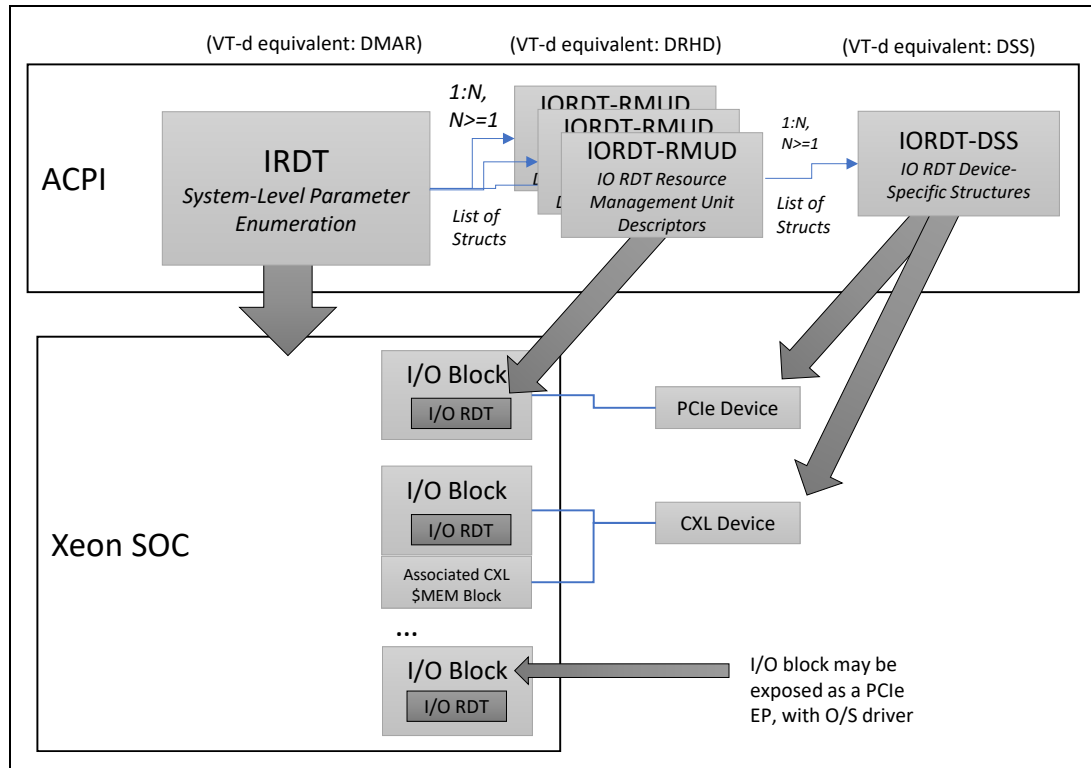 (VT-d equivalent: DMAR)
(VT-d equivalent: DRHD)
(VT-d equivalent: DSS)
ACPI
IRDT
System-Level Parameter
Enumeration
1:N,
N>=1
List of
Structs
IORDT-RMUD
IORDT-RMUD
IORDT-RMUD
IO RDT Resource
Management Unit
Descriptors
1:N,
N>=1
List of
Structs
IORDT-DSS
IO RDT Device-
Specific Structures
Xeon SOC
I/O Block
I/O RDT
PCIe Device
I/O Block
I/O RDT
Associated CXL
$MEM Block
CXL Device
...
I/O Block
I/O RDT
I/O block may be
exposed as a PCIe
EP, with O/S driver